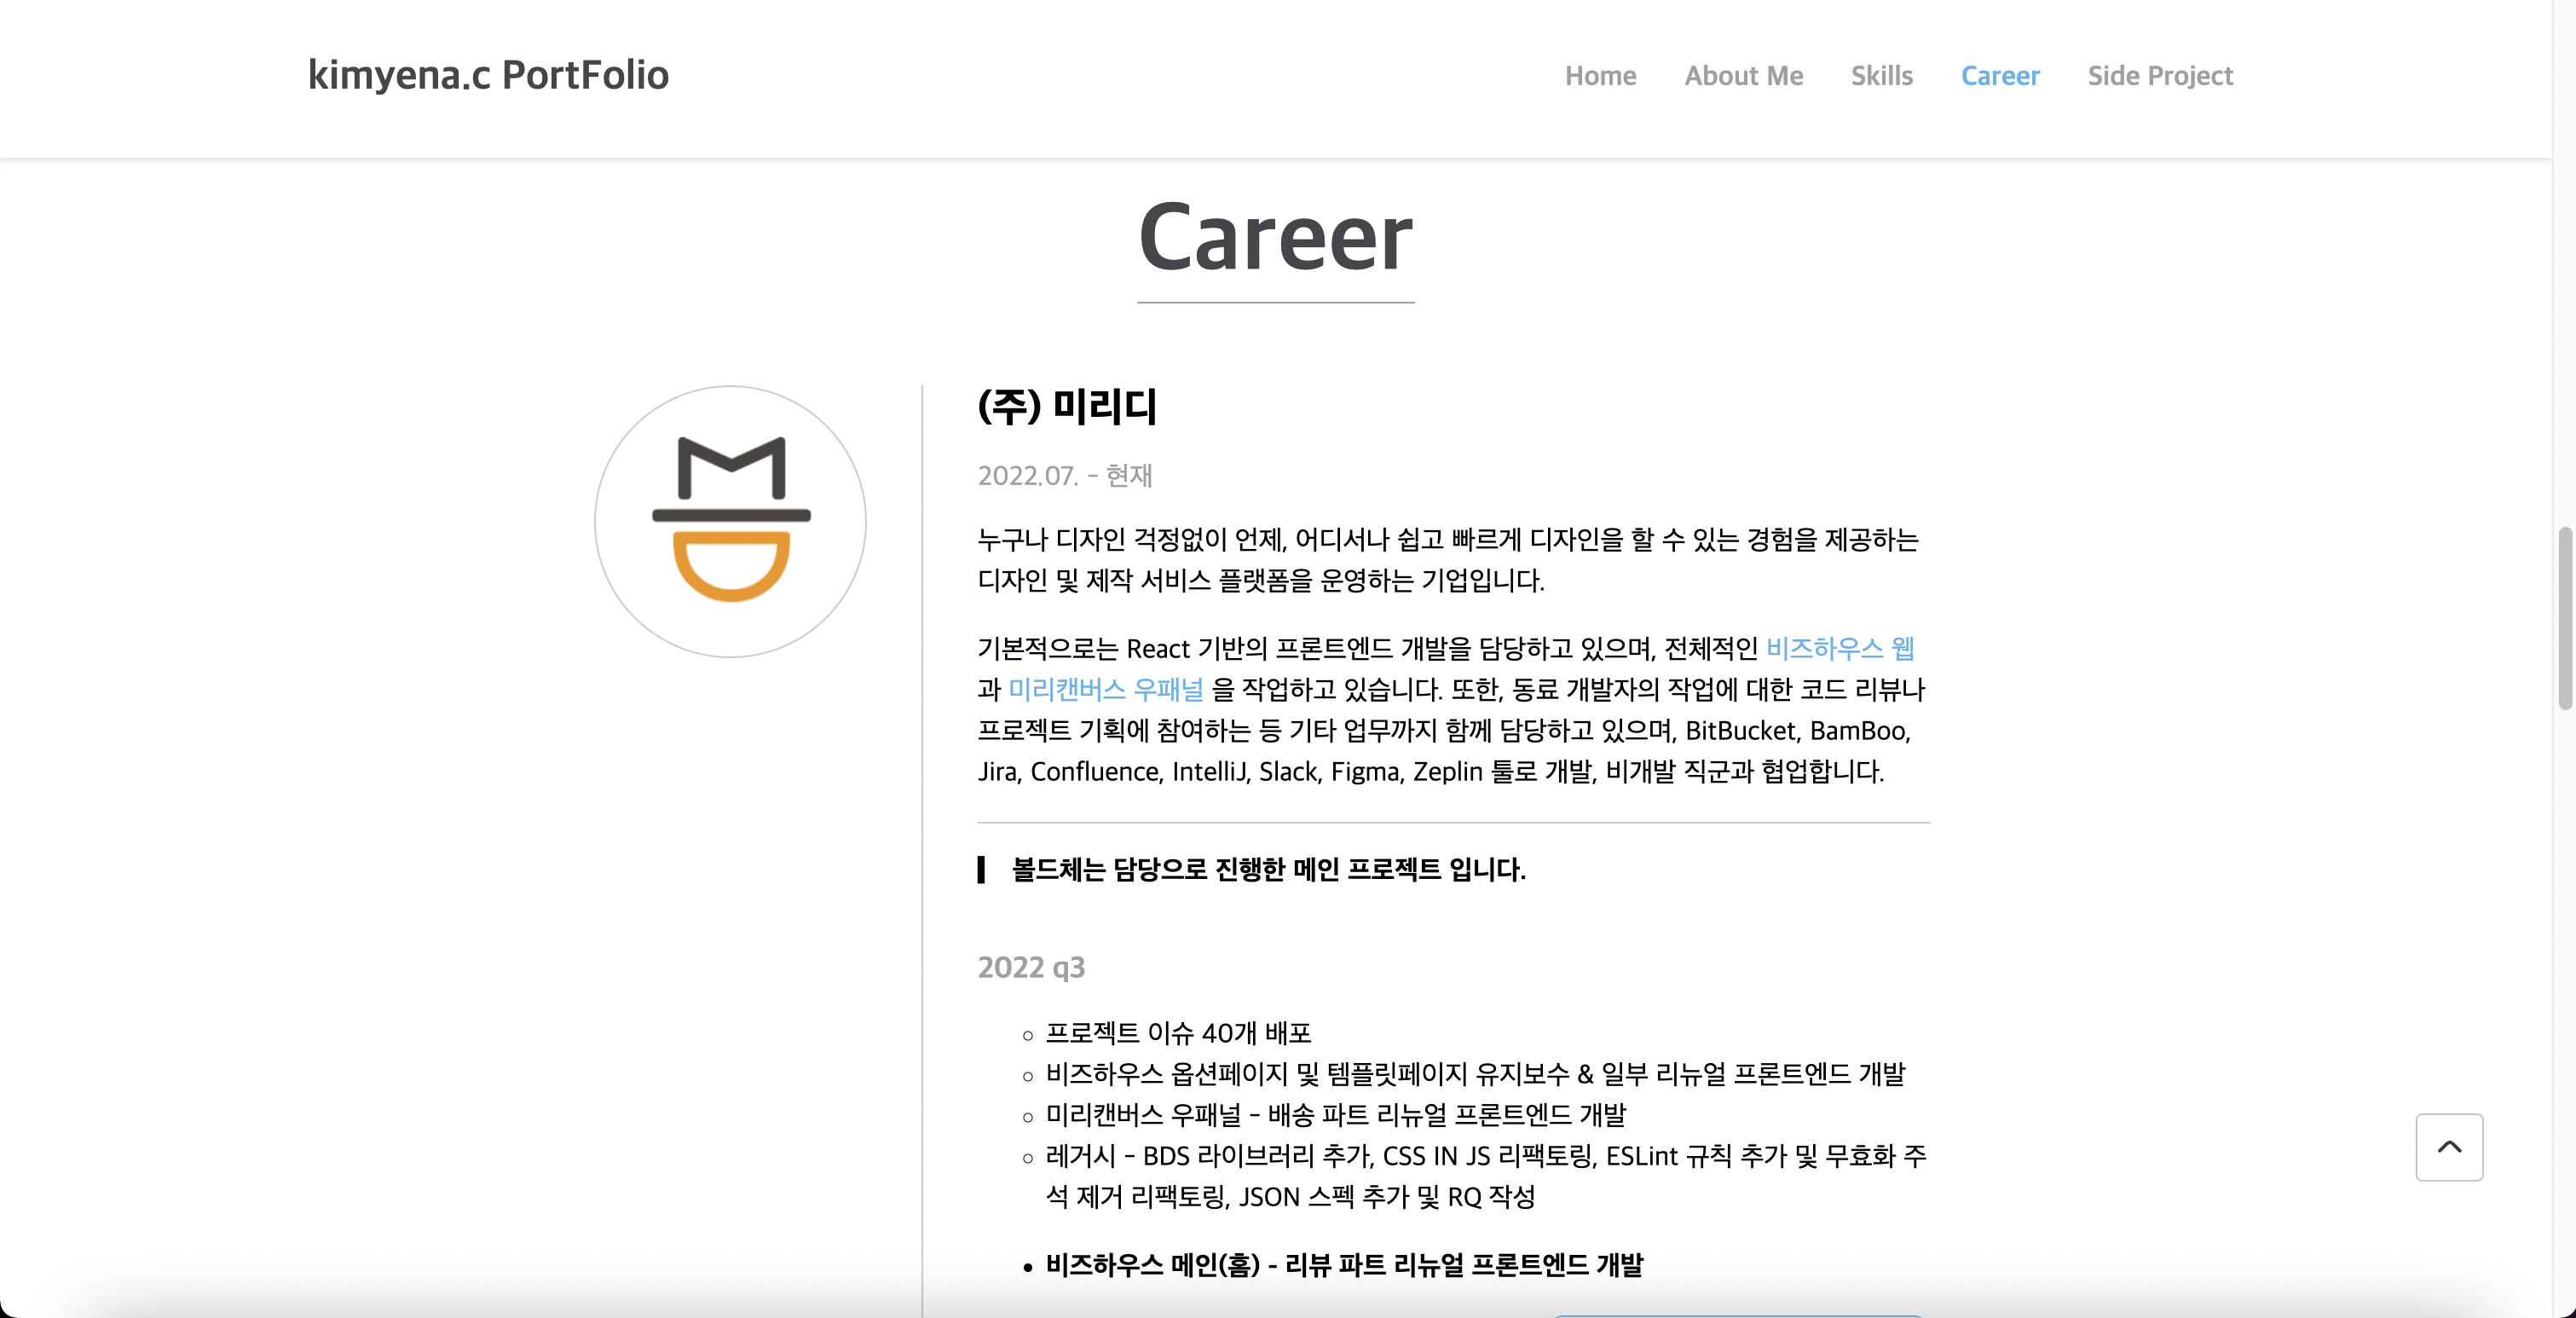 kimyena.c PortFolio
Home About Me Skills Career Side Project
Career
(주) 미리디
2022.07. - 현재
누구나 디자인 걱정없이 언제, 어디서나 쉽고 빠르게 디자인을 할 수 있는 경험을 제공하는
디자인 및 제작 서비스 플랫폼을 운영하는 기업입니다.
기본적으로는 React 기반의 프론트엔드 개발을 담당하고 있으며, 전체적인 비즈하우스 웹
과 미리캔버스 우패널 을 작업하고 있습니다. 또한, 동료 개발자의 작업에 대한 코드 리뷰나
프로젝트 기획에 참여하는 등 기타 업무까지 함께 담당하고 있으며, BitBucket, BamBoo,
Jira, Confluence, IntelliJ, Slack, Figma, Zeplin 툴로 개발, 비개발 직군과 협업합니다.
볼드체는 담당으로 진행한 메인 프로젝트 입니다.
2022 q3
프로젝트 이슈 40개 배포
비즈하우스 옵션페이지 및 템플릿페이지 유지보수 & 일부 리뉴얼 프론트엔드 개발
미리캔버스 우패널 - 배송 파트 리뉴얼 프론트엔드 개발
레거시 - BDS 라이브러리 추가, CSS IN JS 리팩토링, ESLint 규칙 추가 및 무효화 주
석 제거 리팩토링, JSON 스펙 추가 및 RQ 작성
비즈하우스 메인(홈) - 리뷰 파트 리뉴얼 프론트엔드 개발